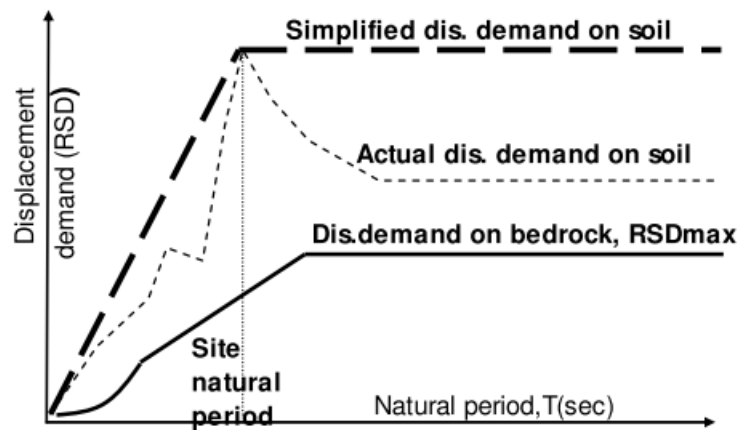 Simplified dis. demand on soil
Displacement
demand (RSD)
Actual dis. demand on soil
Dis.demand on bedrock, RSDmax
Site
natural
period
Natural period,T(sec)